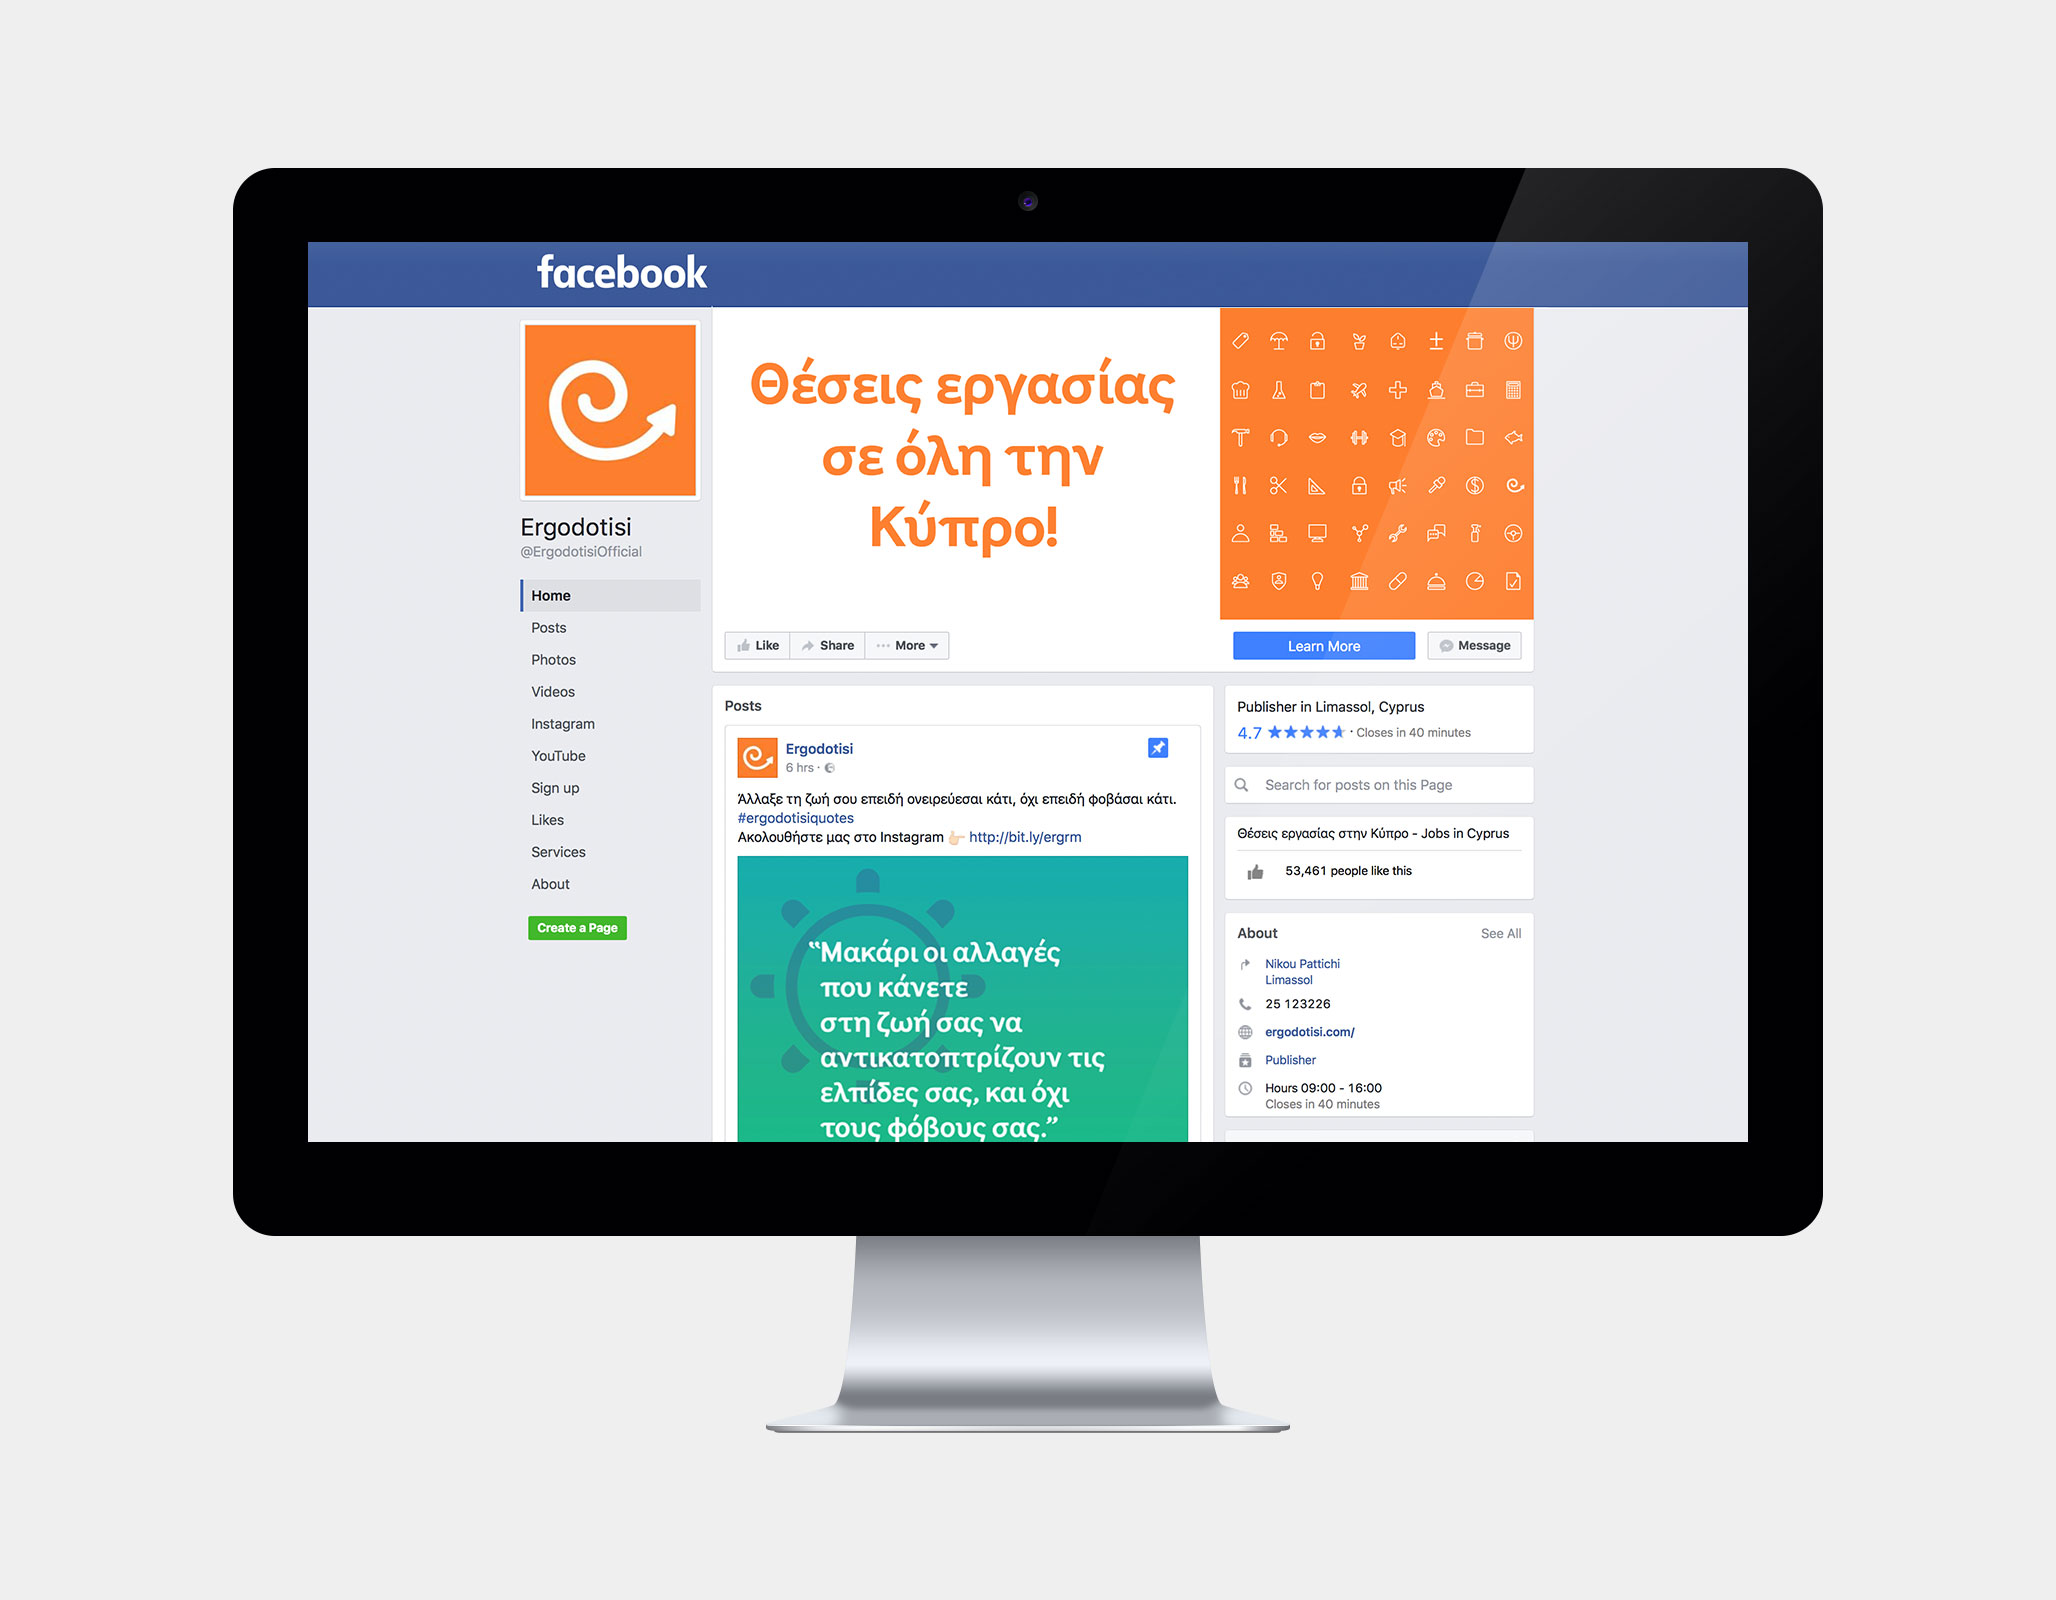 facebook
Θέσεις εργασίας
σε όλη την
Κύπρο!
Ergodotisi
@ErgodotisiOfficial
Home
Posts
Photos
Videos
Instagram
YouTube
Sign up
Likes
Services
About
Create a Page
Like
Share
More
Learn More
Message
Posts
Ergodotisi
6 hrs ·
Άλλαξε τη ζωή σου επειδή ονειρεύεσαι κάτι, όχι επειδή φοβάσαι κάτι.
#ergodotisiquotes
Ακολουθήστε μας στο Instagram 👉🏻 http://bit.ly/ergrm
“Μακάρι οι αλλαγές
που κάνετε
στη ζωή σας να
αντικατοπτρίζουν τις
ελπίδες σας, και όχι
τους φόβους σας.”
Publisher in Limassol, Cyprus
4.7 ★★★★★ · Closes in 40 minutes
Search for posts on this Page
Θέσεις εργασίας στην Κύπρο - Jobs in Cyprus
53,461 people like this
About
See All
Nikou Pattichi
Limassol
25 123226
ergodotisi.com/
Publisher
Hours 09:00 - 16:00
Closes in 40 minutes